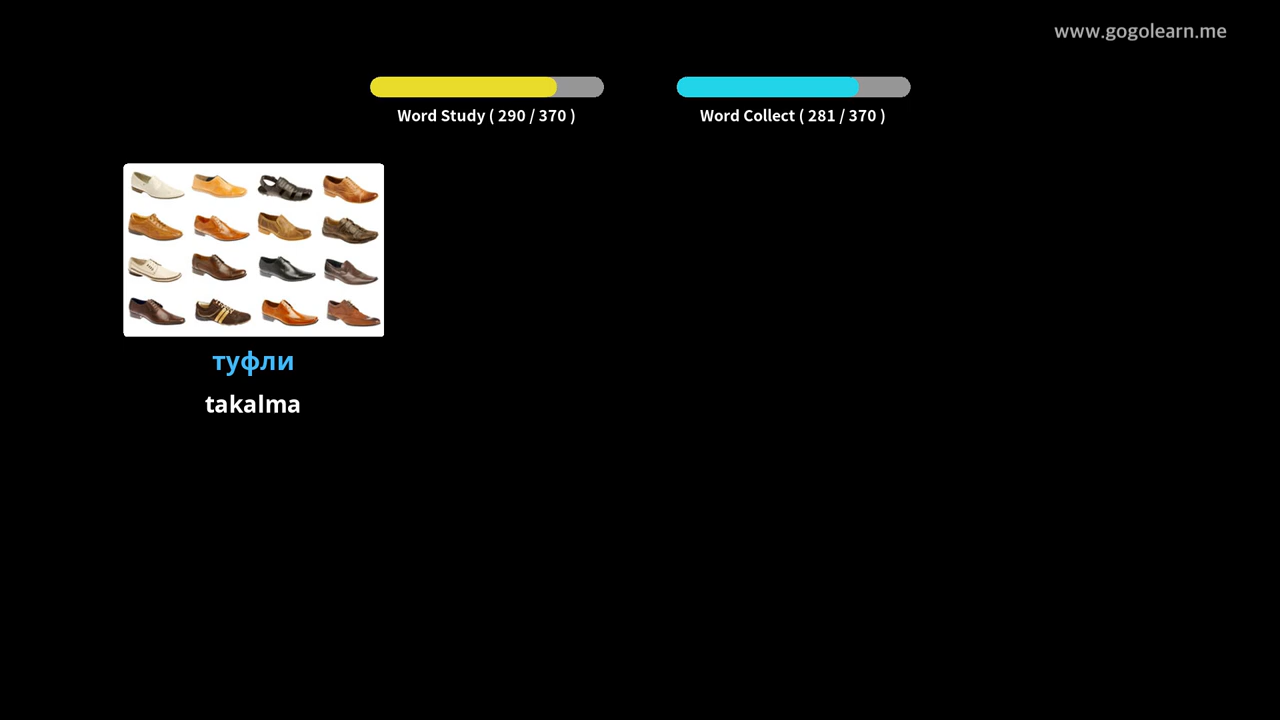 www.gogolearn.me
Word Study ( 290 / 370 )
Word Collect ( 281 / 370 )
туфли
takalma